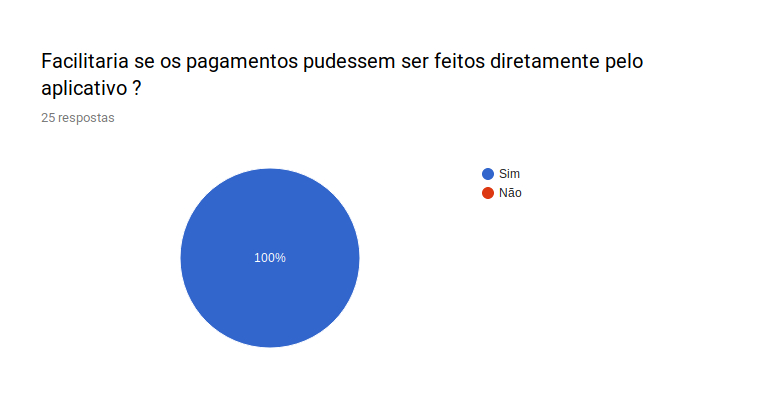 Facilitaria se os pagamentos pudessem ser feitos diretamente pelo
aplicativo ?
25 respostas
Sim
Não
100%